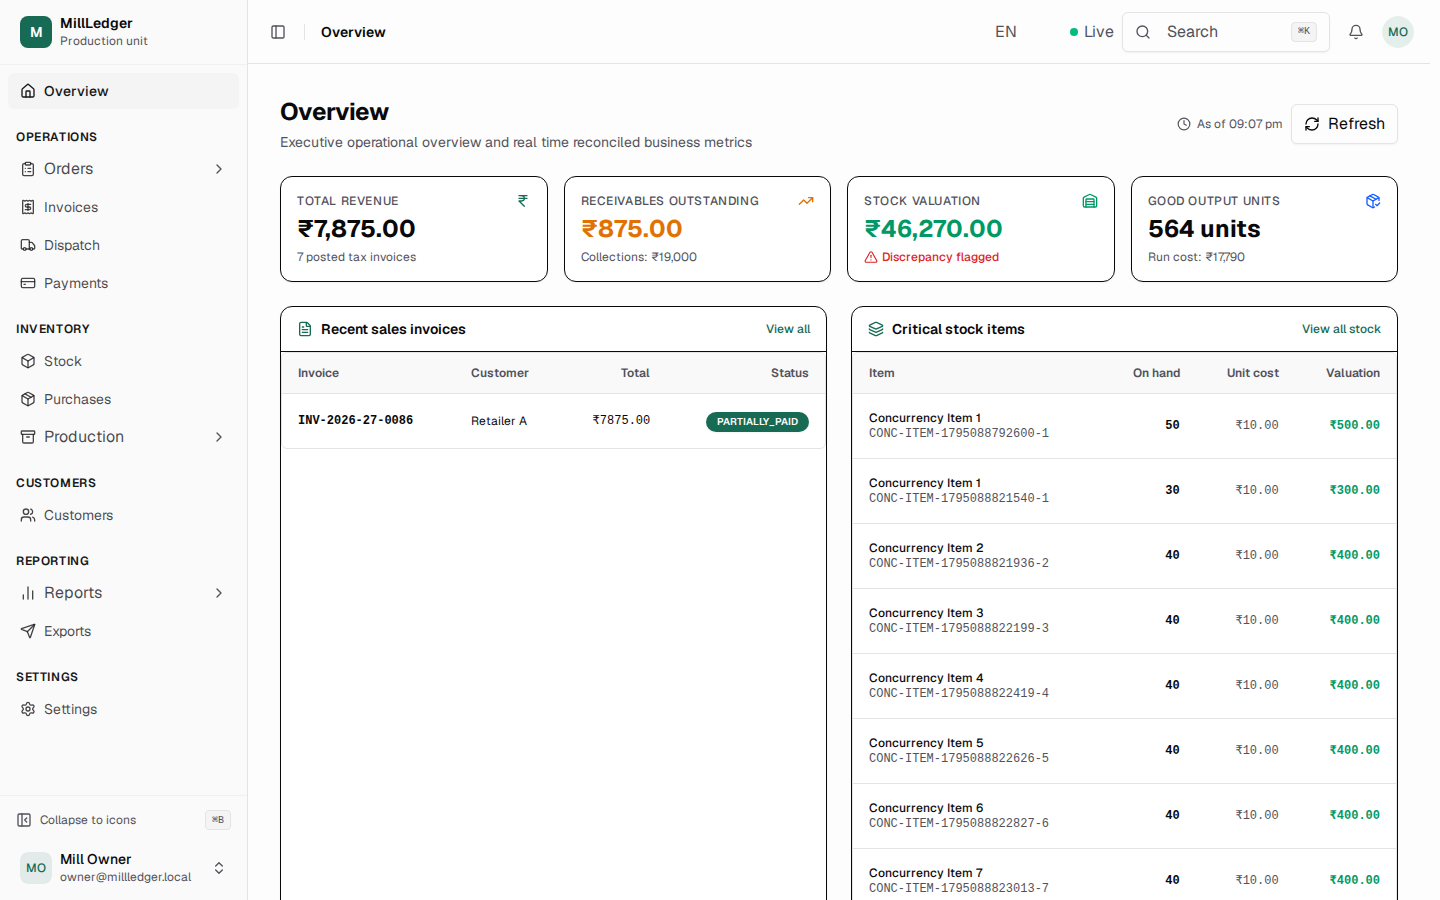 M
MillLedger
Production unit
Overview
OPERATIONS
Orders
Invoices
Dispatch
Payments
INVENTORY
Stock
Purchases
Production
CUSTOMERS
Customers
REPORTING
Reports
Exports
SETTINGS
Settings
Collapse to icons ⌘B
MO
Mill Owner
owner@millledger.local
Overview
EN
Live
Search ⌘K
MO
Overview
Executive operational overview and real time reconciled business metrics
As of 09:07 pm
Refresh
TOTAL REVENUE
₹7,875.00
7 posted tax invoices
RECEIVABLES OUTSTANDING
₹875.00
Collections: ₹19,000
STOCK VALUATION
₹46,270.00
Discrepancy flagged
GOOD OUTPUT UNITS
564 units
Run cost: ₹17,790
Recent sales invoices View all
Invoice Customer Total Status
INV-2026-27-0086 Retailer A ₹7875.00 PARTIALLY_PAID
Critical stock items View all stock
Item On hand Unit cost Valuation
Concurrency Item 1
CONC-ITEM-1795088792600-1
50 ₹10.00 ₹500.00
Concurrency Item 1
CONC-ITEM-1795088821540-1
30 ₹10.00 ₹300.00
Concurrency Item 2
CONC-ITEM-1795088821936-2
40 ₹10.00 ₹400.00
Concurrency Item 3
CONC-ITEM-1795088822199-3
40 ₹10.00 ₹400.00
Concurrency Item 4
CONC-ITEM-1795088822419-4
40 ₹10.00 ₹400.00
Concurrency Item 5
CONC-ITEM-1795088822626-5
40 ₹10.00 ₹400.00
Concurrency Item 6
CONC-ITEM-1795088822827-6
40 ₹10.00 ₹400.00
Concurrency Item 7
CONC-ITEM-1795088823013-7
40 ₹10.00 ₹400.00